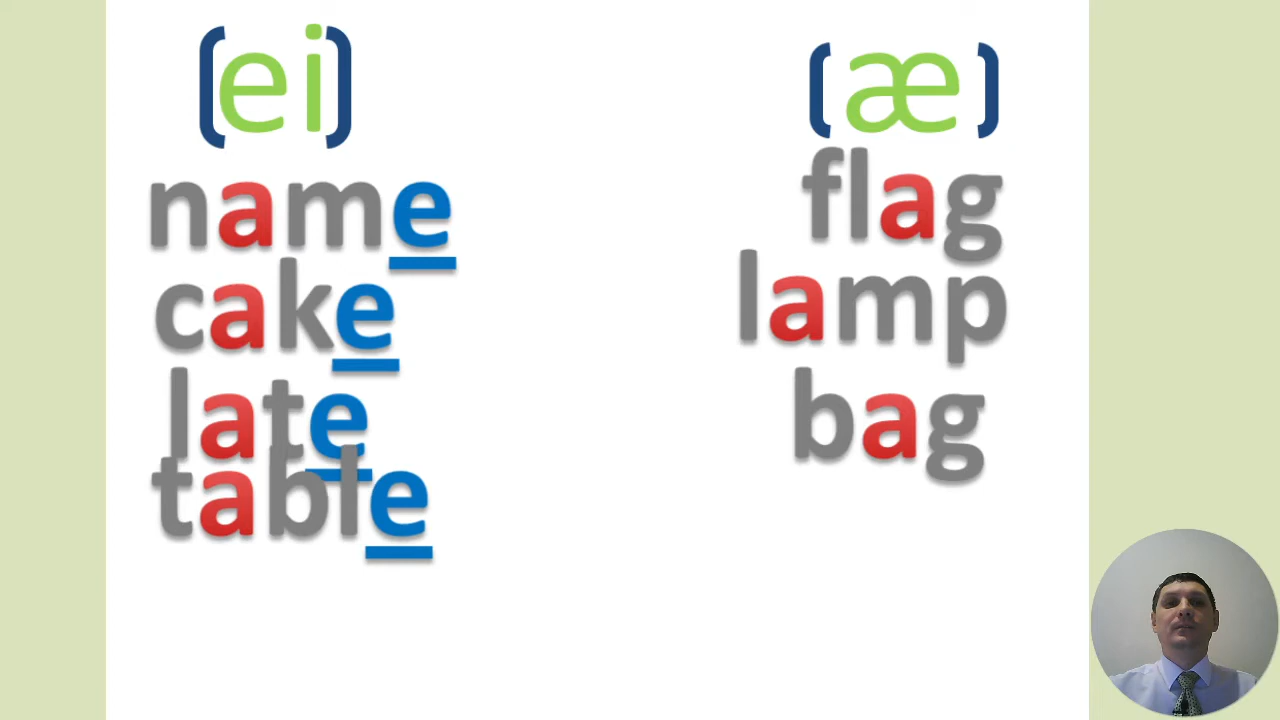 (ei)
name
cake
late
table
(æ)
flag
lamp
bag